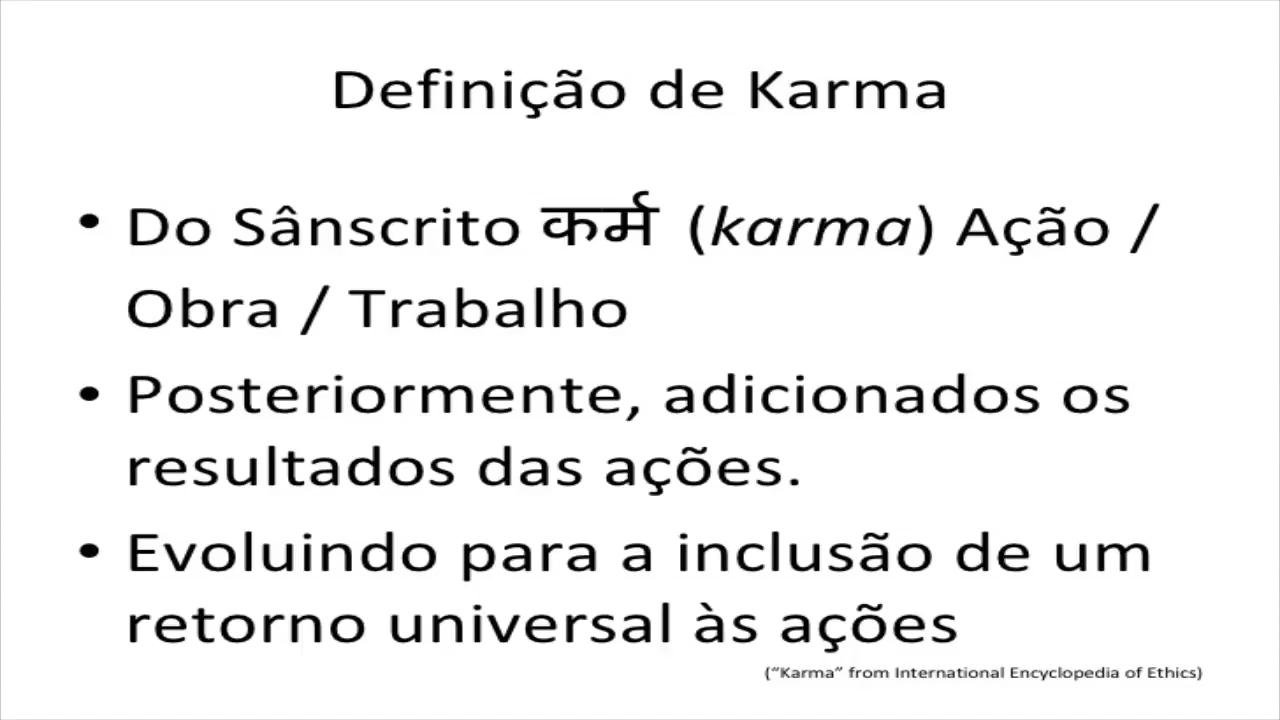 Definição de Karma
• Do Sânscrito कर्म (karma) Ação /
Obra / Trabalho
• Posteriormente, adicionados os
resultados das ações.
• Evoluindo para a inclusão de um
retorno universal às ações
(“Karma” from International Encyclopedia of Ethics)